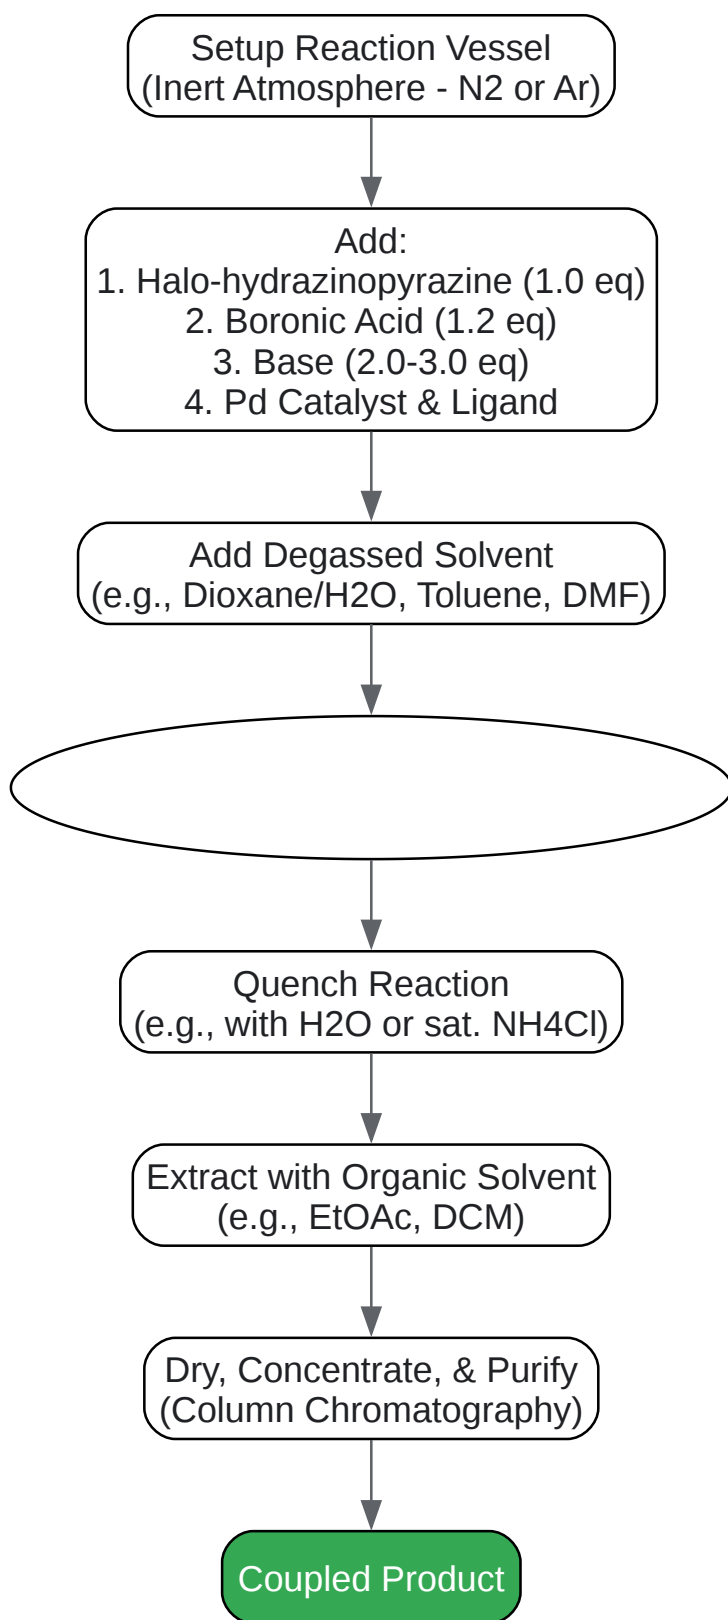 Setup Reaction Vessel
(Inert Atmosphere - N2 or Ar)
Add:
1. Halo-hydrazinopyrazine (1.0 eq)
2. Boronic Acid (1.2 eq)
3. Base (2.0-3.0 eq)
4. Pd Catalyst & Ligand
Add Degassed Solvent
(e.g., Dioxane/H2O, Toluene, DMF)
Quench Reaction
(e.g., with H2O or sat. NH4Cl)
Extract with Organic Solvent
(e.g., EtOAc, DCM)
Dry, Concentrate, & Purify
(Column Chromatography)
Coupled Product